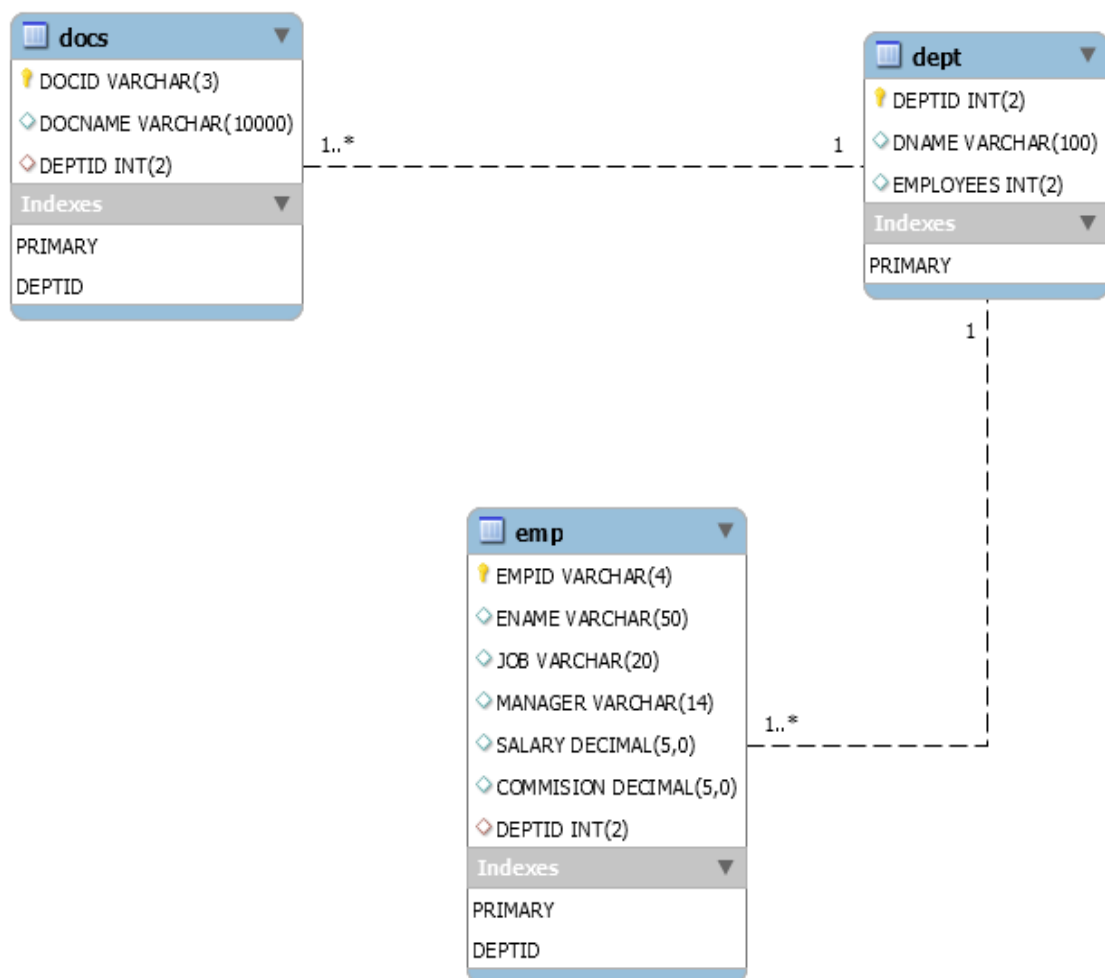 docs
DOCID VARCHAR(3)
DOCNAME VARCHAR(10000)
DEPTID INT(2)
Indexes
PRIMARY
DEPTID
1..*
1
dept
DEPTID INT(2)
DNAME VARCHAR(100)
EMPLOYEES INT(2)
Indexes
PRIMARY
1
emp
EMPID VARCHAR(4)
ENAME VARCHAR(50)
JOB VARCHAR(20)
MANAGER VARCHAR(14)
SALARY DECIMAL(5,0)
COMMISION DECIMAL(5,0)
DEPTID INT(2)
Indexes
PRIMARY
DEPTID
1..*